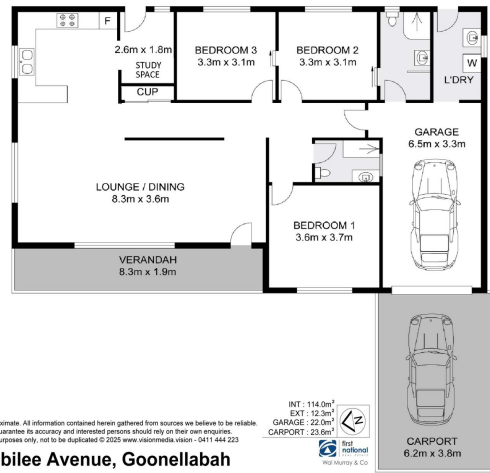 F
2.6m x 1.8m
STUDY
SPACE
CUP
BEDROOM 3
3.3m x 3.1m
BEDROOM 2
3.3m x 3.1m
W
L'DRY
GARAGE
6.5m x 3.3m
LOUNGE / DINING
8.3m x 3.6m
BEDROOM 1
3.6m x 3.7m
VERANDAH
8.3m x 1.9m
INT : 114.0m²
EXT : 12.3m²
GARAGE : 22.0m²
CARPORT : 23.6m²
N
first
national
REAL ESTATE
Wal Murray & Co
CARPORT
6.2m x 3.8m
ximate. All information contained herein gathered from sources we believe to be reliable.
uarantee its accuracy and interested persons should rely on their own enquiries.
urposes only, not to be duplicated © 2025 www.visionmedia.vision - 0411 444 223
bilee Avenue, Goonellabah